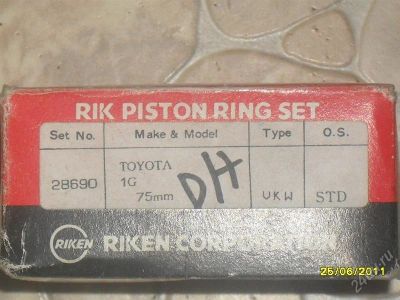 RIK PISTON RING SET
Set No. Make & Model Type O.S.
TOYOTA
28690 1G
75mm VKW STD
DH
RIKEN RIKEN CORPORATION
25/06/2011